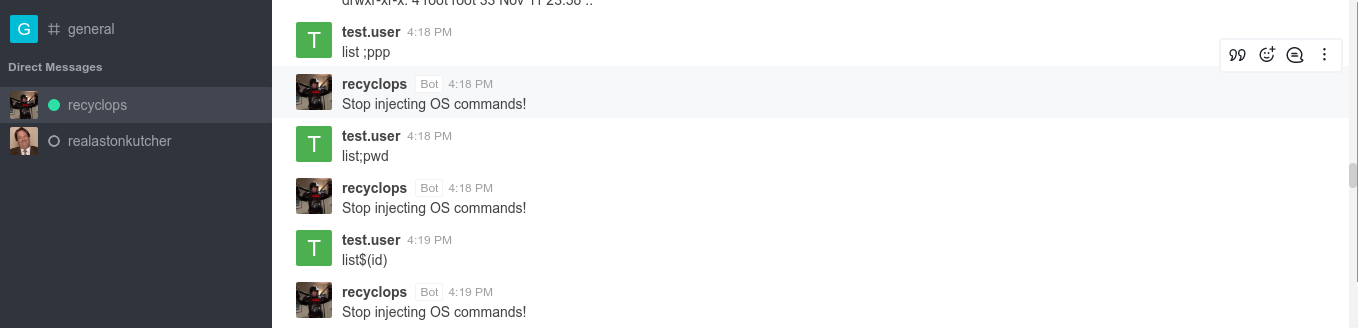 G general
Direct Messages
recyclops
realastonkutcher
drwxr-xr-x. 4 root root 33 Nov 11 23:38 ..
T test.user 4:18 PM
list ;ppp
recyclops Bot 4:18 PM
Stop injecting OS commands!
T test.user 4:18 PM
list;pwd
recyclops Bot 4:18 PM
Stop injecting OS commands!
T test.user 4:19 PM
list$(id)
recyclops Bot 4:19 PM
Stop injecting OS commands!